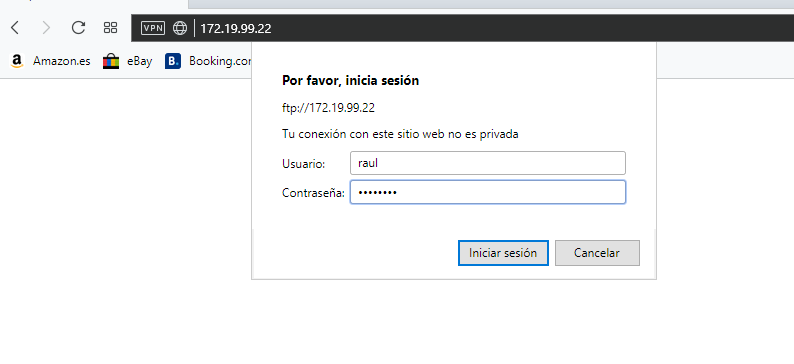 VPN 172.19.99.22
a Amazon.es eBay B. Booking.com
Por favor, inicia sesión
ftp://172.19.99.22
Tu conexión con este sitio web no es privada
Usuario: raul
Contraseña: ••••••••
Iniciar sesión Cancelar